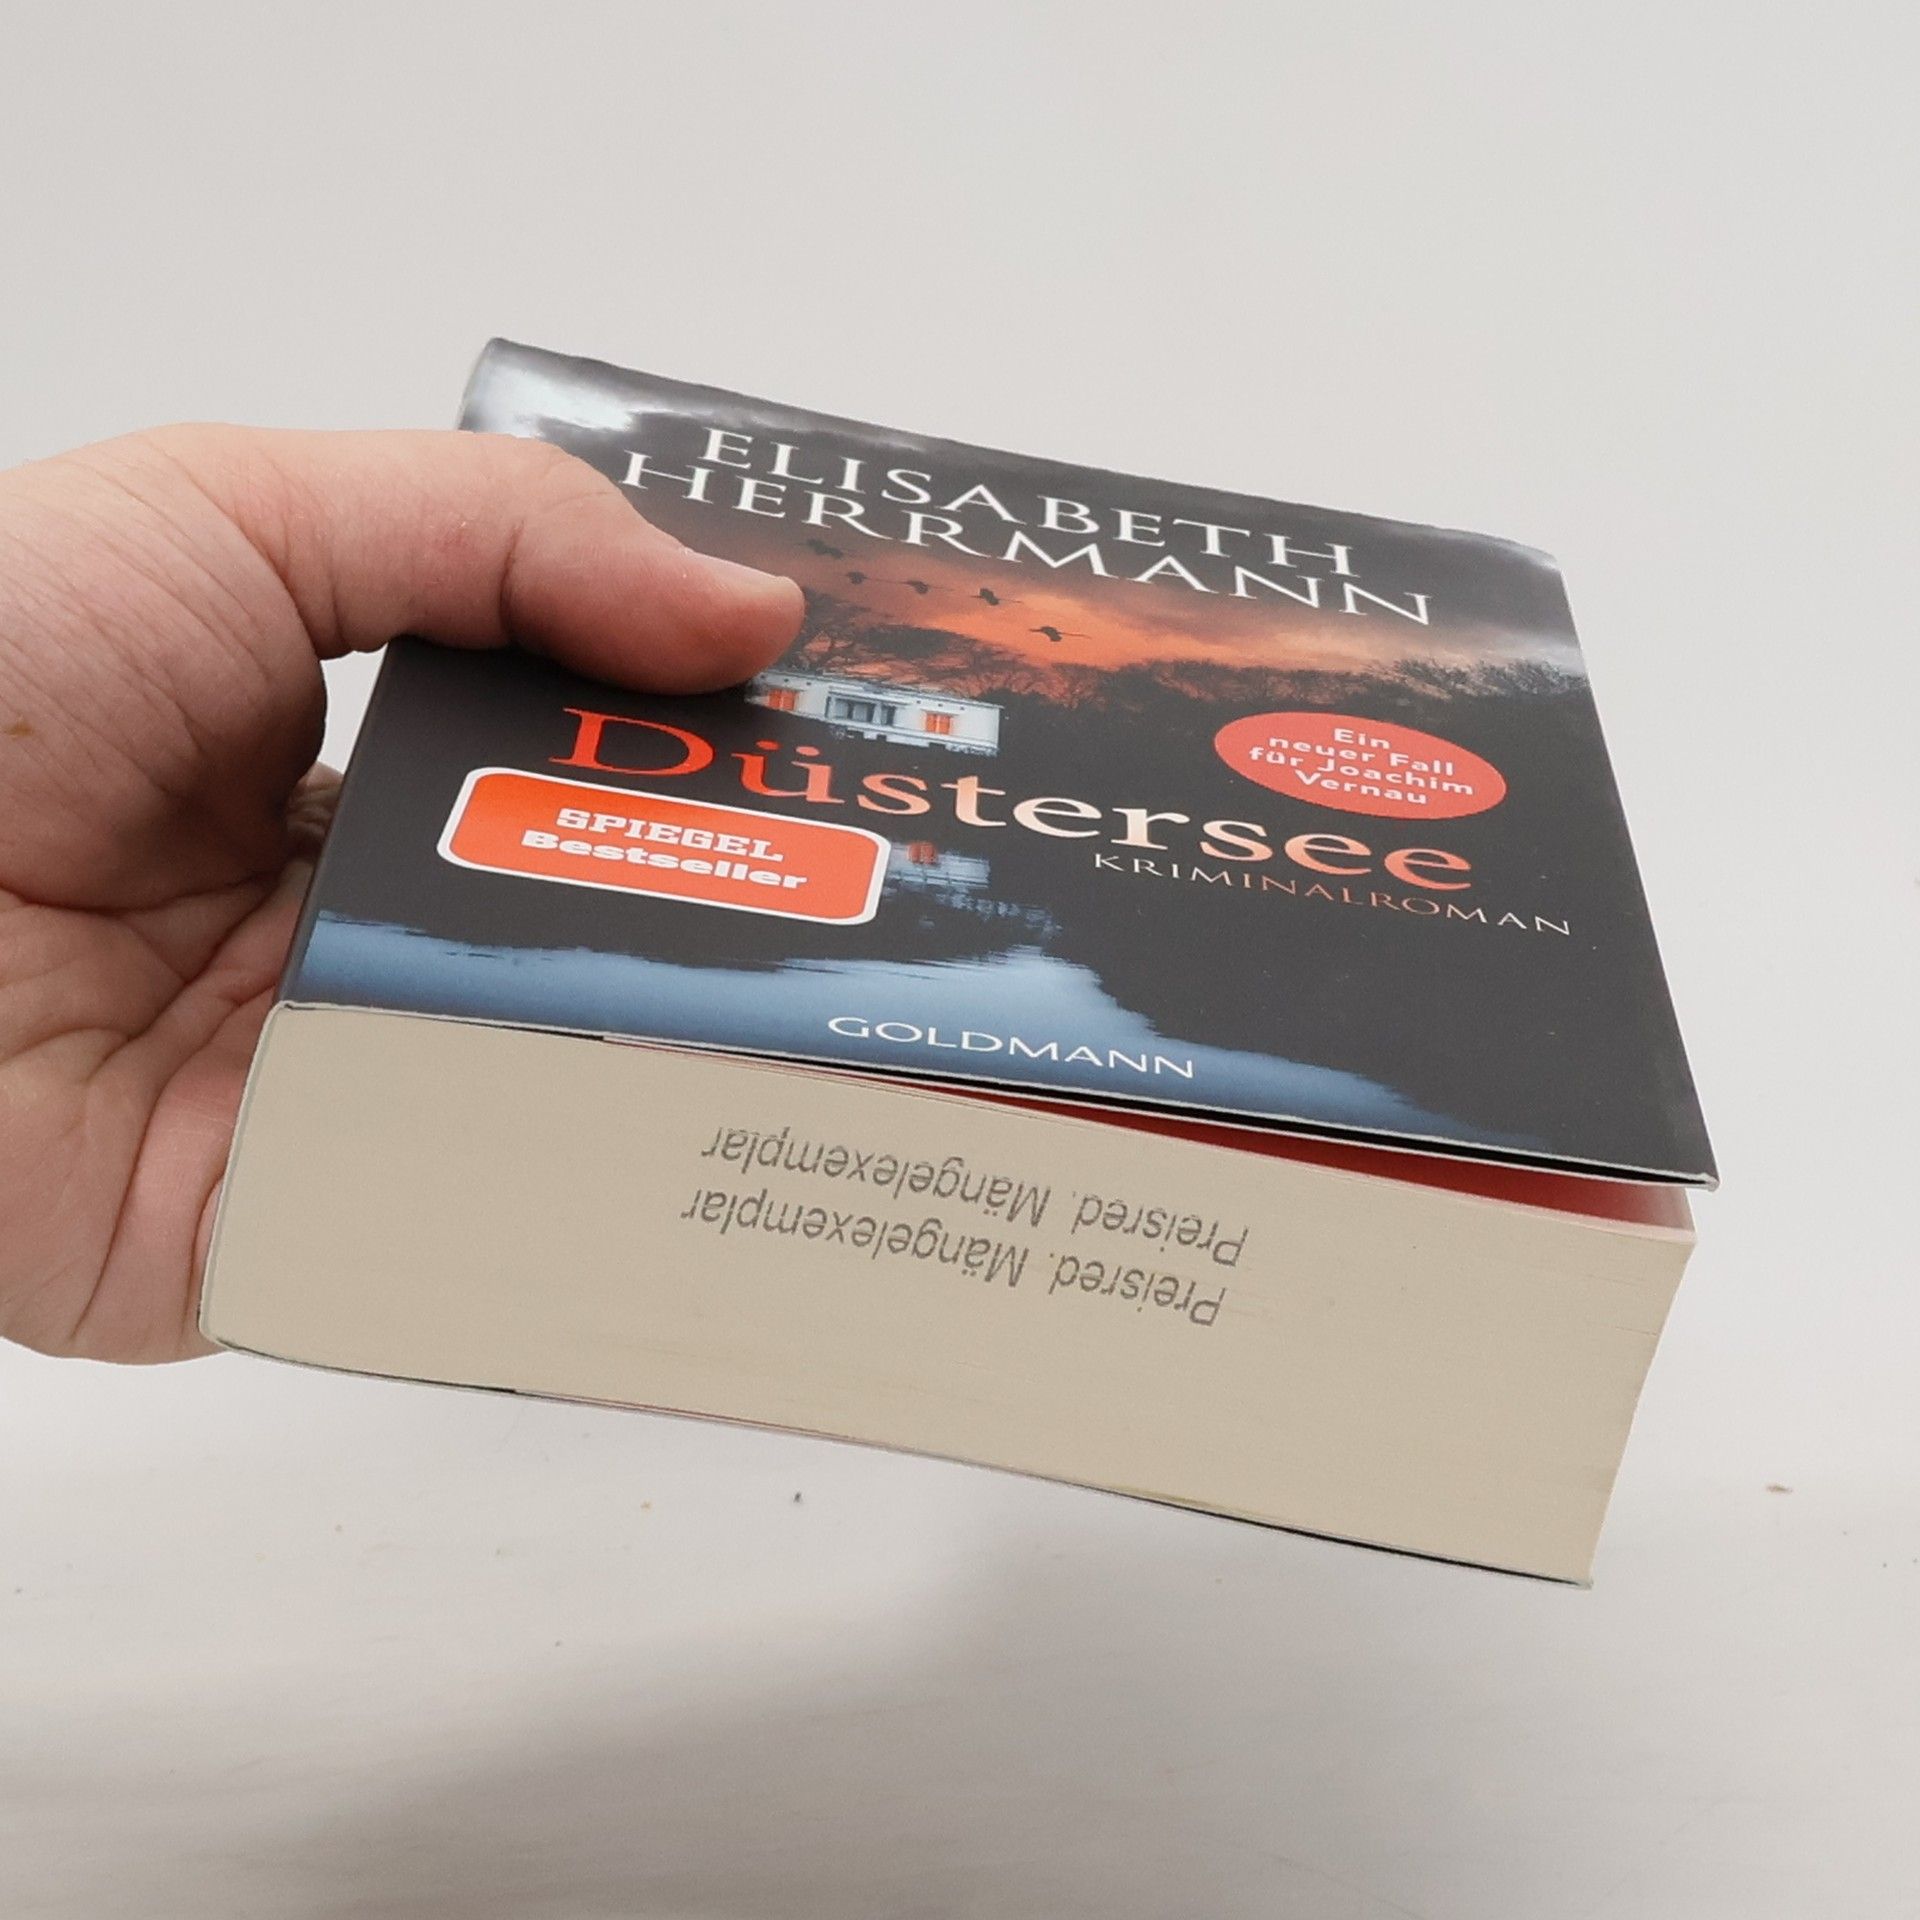 ELISABETH
HERRMANN
Düstersee
KRIMINALROMAN
Ein
neuer Fall
für Joachim
Vernau
SPIEGEL
Bestseller
GOLDMANN
Preisred. Mängelexemplar
Preisred. Mängelexemplar